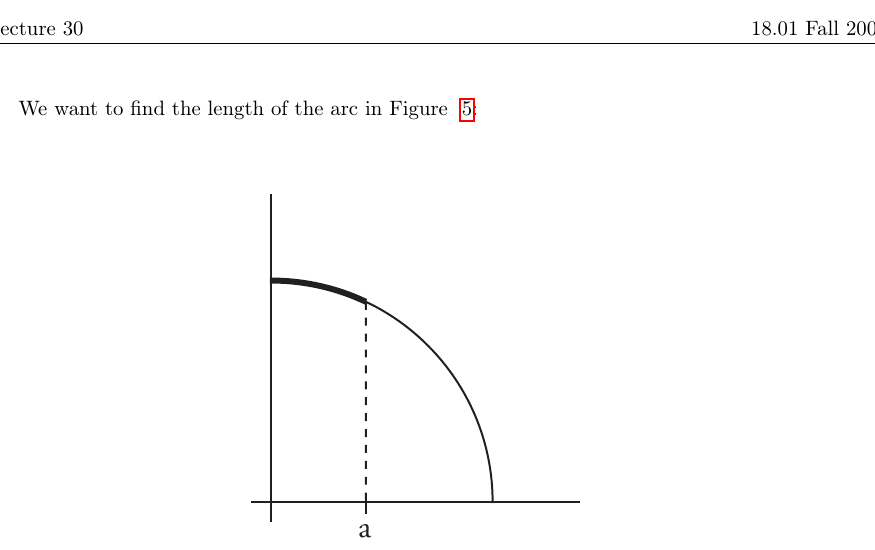 ecture 30
18.01 Fall 200
We want to find the length of the arc in Figure 5:
a